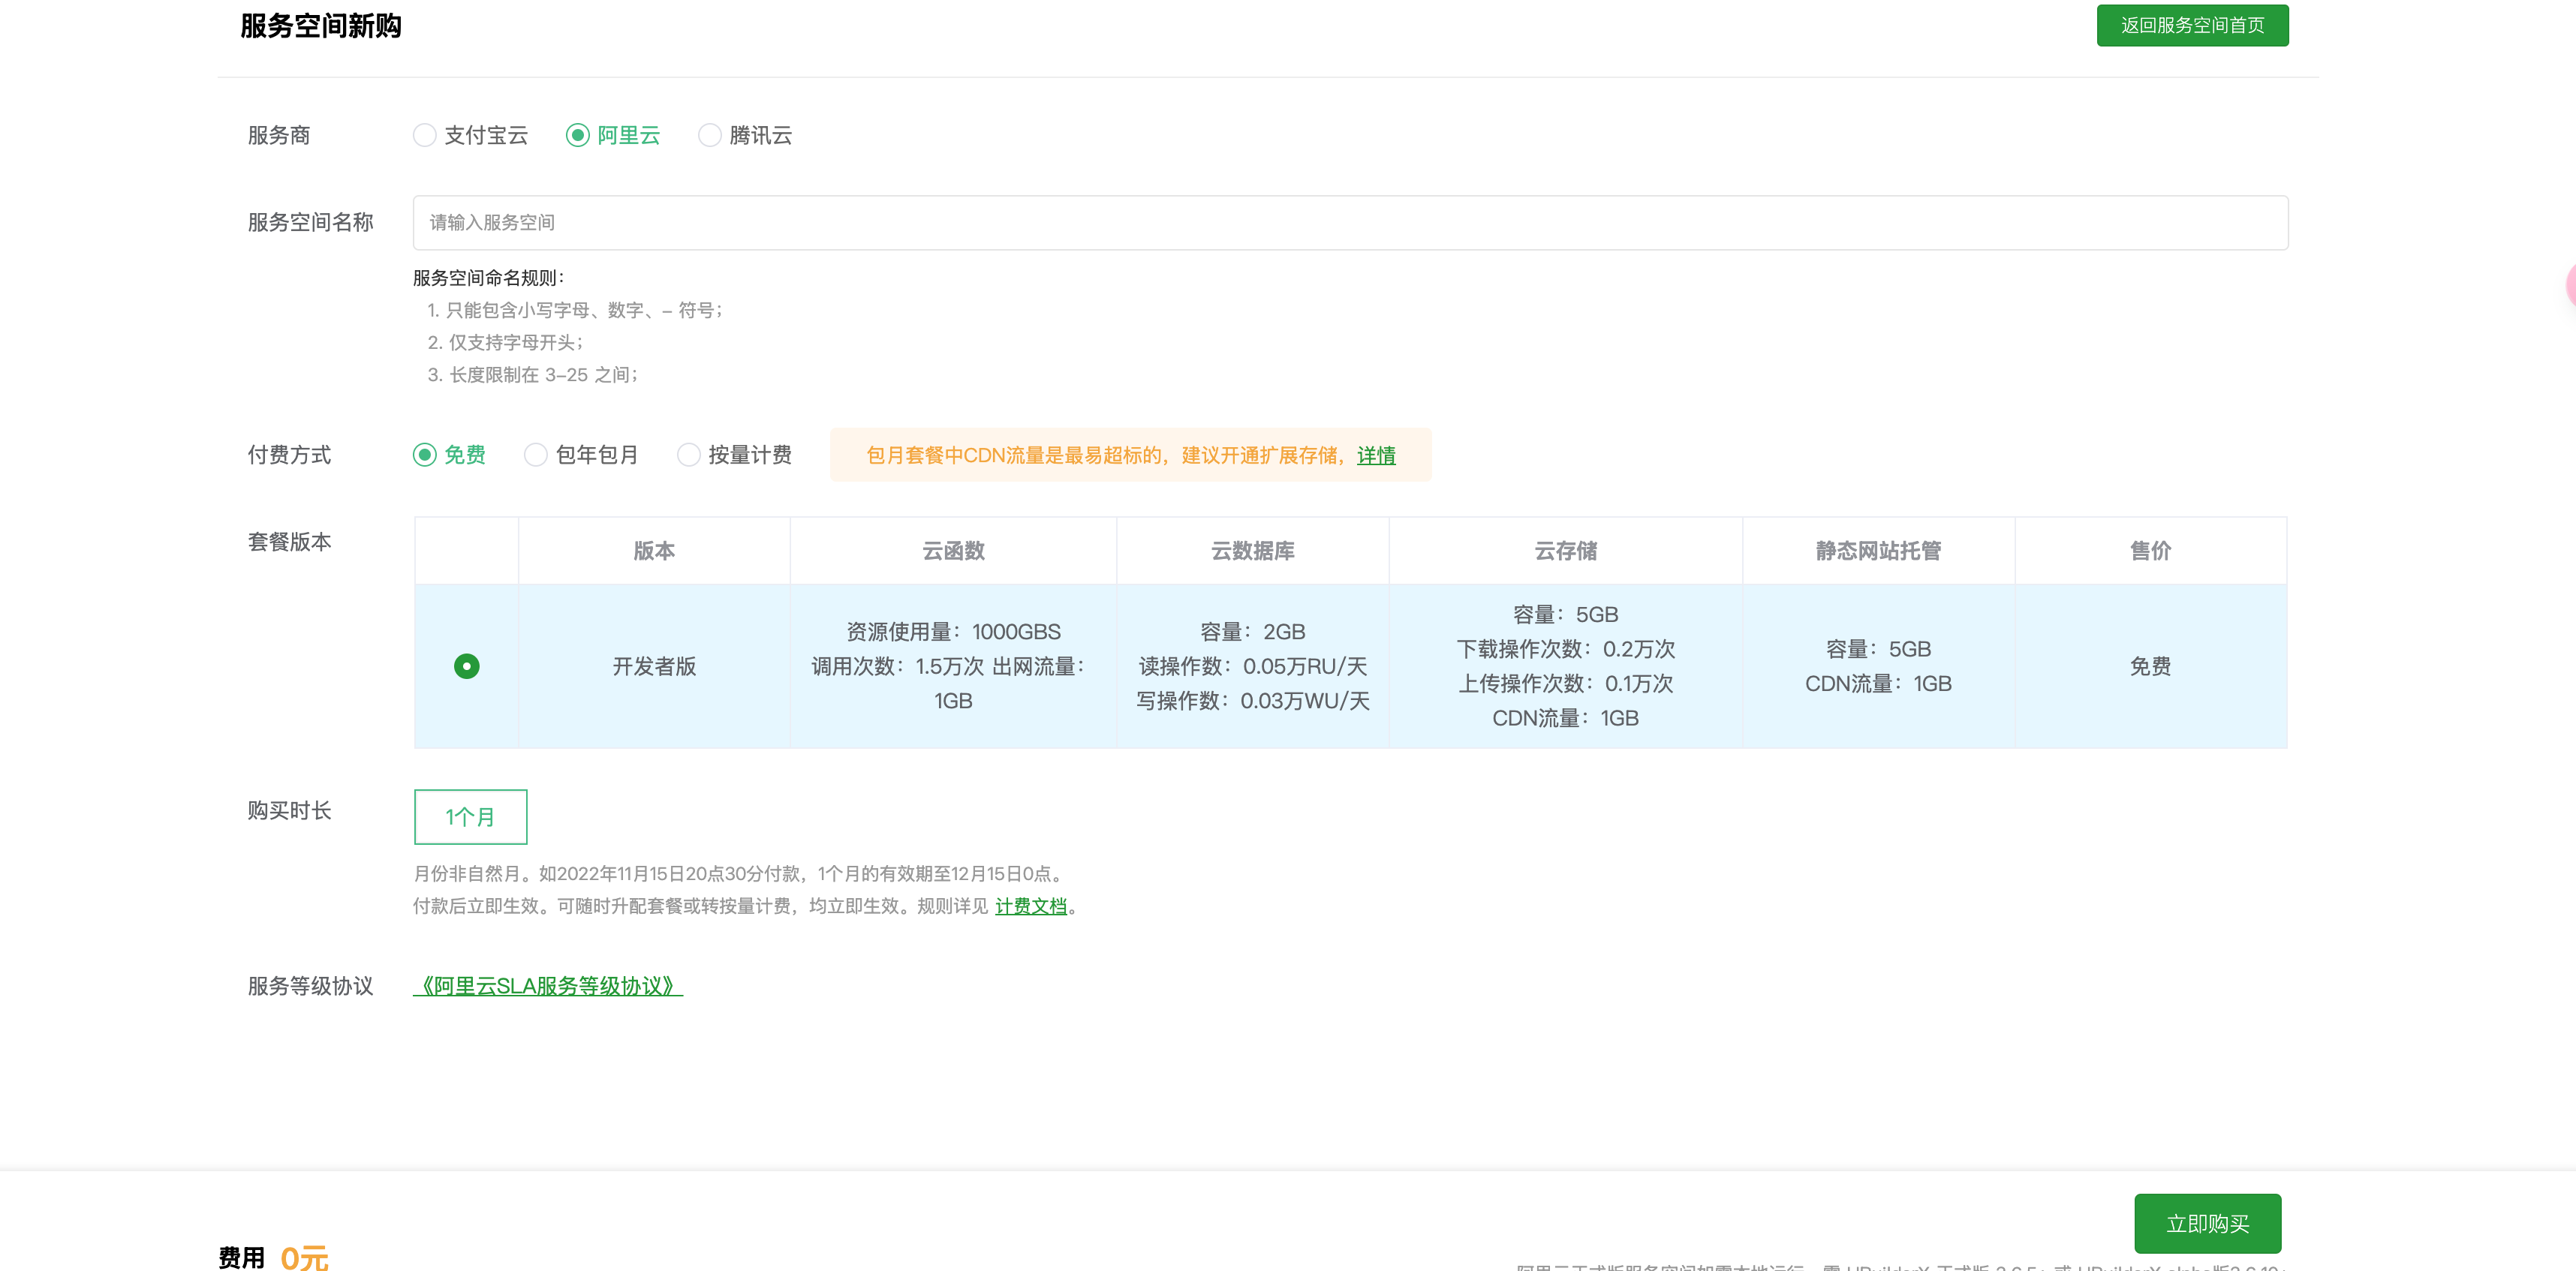 服务空间新购
返回服务空间首页
服务商
支付宝云
阿里云
腾讯云
服务空间名称
请输入服务空间
服务空间命名规则：
1. 只能包含小写字母、数字、- 符号；
2. 仅支持字母开头；
3. 长度限制在 3-25 之间；
付费方式
免费
包年包月
按量计费
包月套餐中CDN流量是最易超标的，建议开通扩展存储，详情
套餐版本
版本
云函数
云数据库
云存储
静态网站托管
售价
开发者版
资源使用量：1000GBS
调用次数：1.5万次 出网流量：
1GB
容量：2GB
读操作数：0.05万RU/天
写操作数：0.03万WU/天
容量：5GB
下载操作次数：0.2万次
上传操作次数：0.1万次
CDN流量：1GB
容量：5GB
CDN流量：1GB
免费
购买时长
1个月
月份非自然月。如2022年11月15日20点30分付款，1个月的有效期至12月15日0点。
付款后立即生效。可随时升配套餐或转按量计费，均立即生效。规则详见 计费文档。
服务等级协议
《阿里云SLA服务等级协议》
立即购买
费用 0元